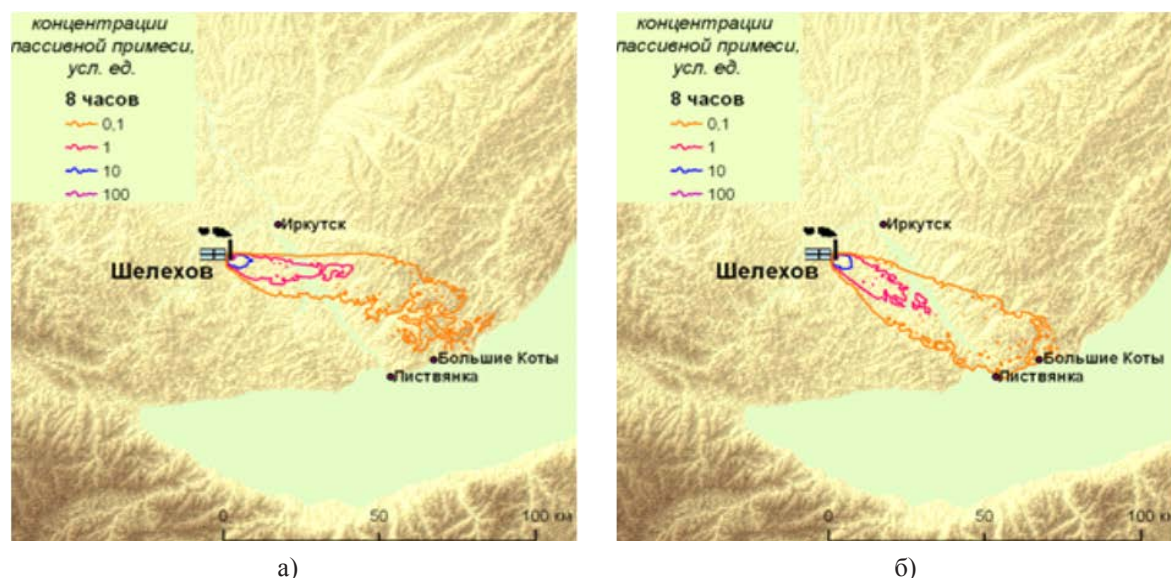 концентрации
пассивной примеси,
усл. ед.
8 часов
0,1
1
10
100
Иркутск
Шелехов
Большие Коты
Листвянка
0 50 100 км
а)
концентрации
пассивной примеси,
усл. ед.
8 часов
0,1
1
10
100
Иркутск
Шелехов
Большие Коты
Листвянка
0 50 100 км
б)